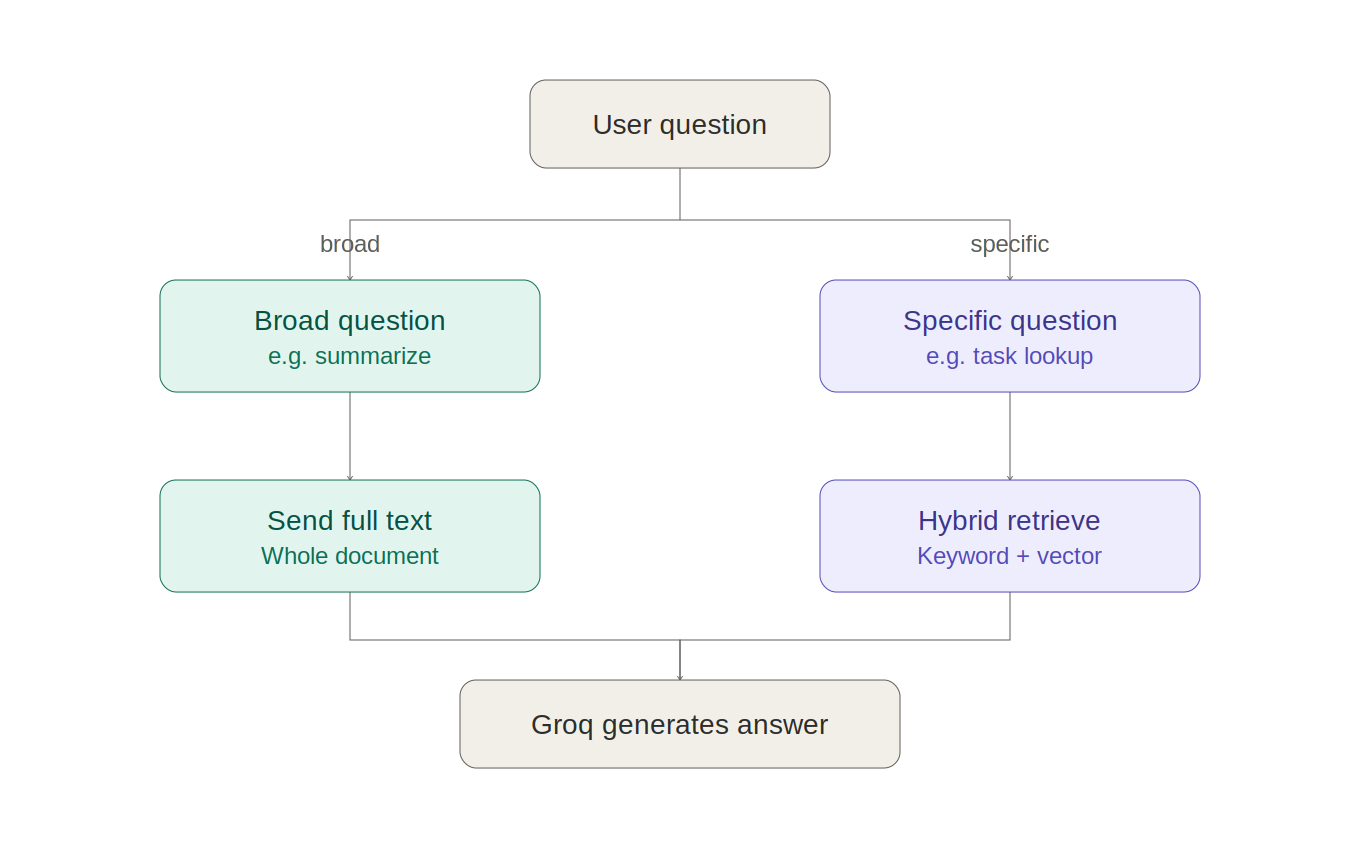 User question
broad
specific
Broad question
e.g. summarize
Specific question
e.g. task lookup
Send full text
Whole document
Hybrid retrieve
Keyword + vector
Groq generates answer